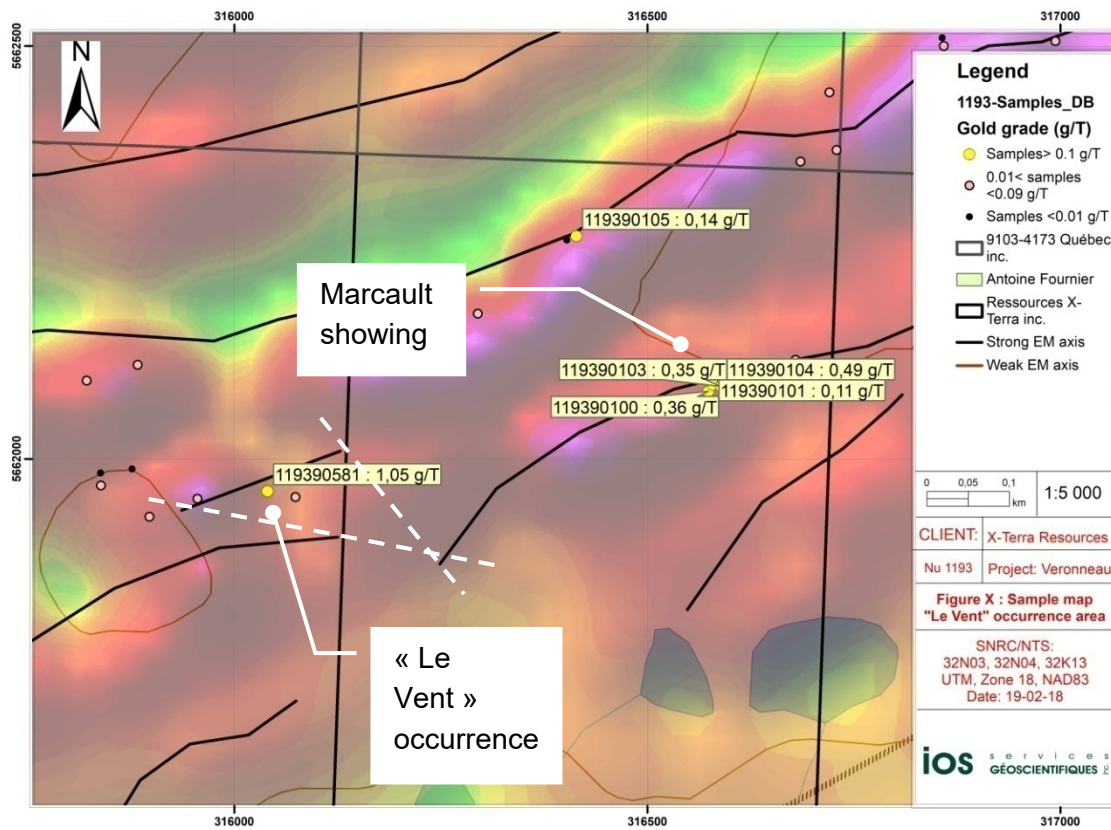 316000
316500
317000
5662500
5662000
N
119390105 : 0,14 g/T
Marcault
showing
119390103 : 0,35 g/T
119390104 : 0,49 g/T
119390101 : 0,11 g/T
119390100 : 0,36 g/T
119390581 : 1,05 g/T
« Le
Vent »
occurrence
316000
316500
317000
Legend
1193-Samples_DB
Gold grade (g/T)
Samples> 0.1 g/T
0.01< samples
<0.09 g/T
Samples <0.01 g/T
9103-4173 Québec
inc.
Antoine Fournier
Ressources X-
Terra inc.
Strong EM axis
Weak EM axis
0 0,05 0,1
km
1:5 000
CLIENT: X-Terra Resources
Nu 1193 Project: Veronneau
Figure X : Sample map
"Le Vent" occurrence area
SNRC/NTS:
32N03, 32N04, 32K13
UTM, Zone 18, NAD83
Date: 19-02-18
ios services
GÉOSCIENTIFIQUES inc.